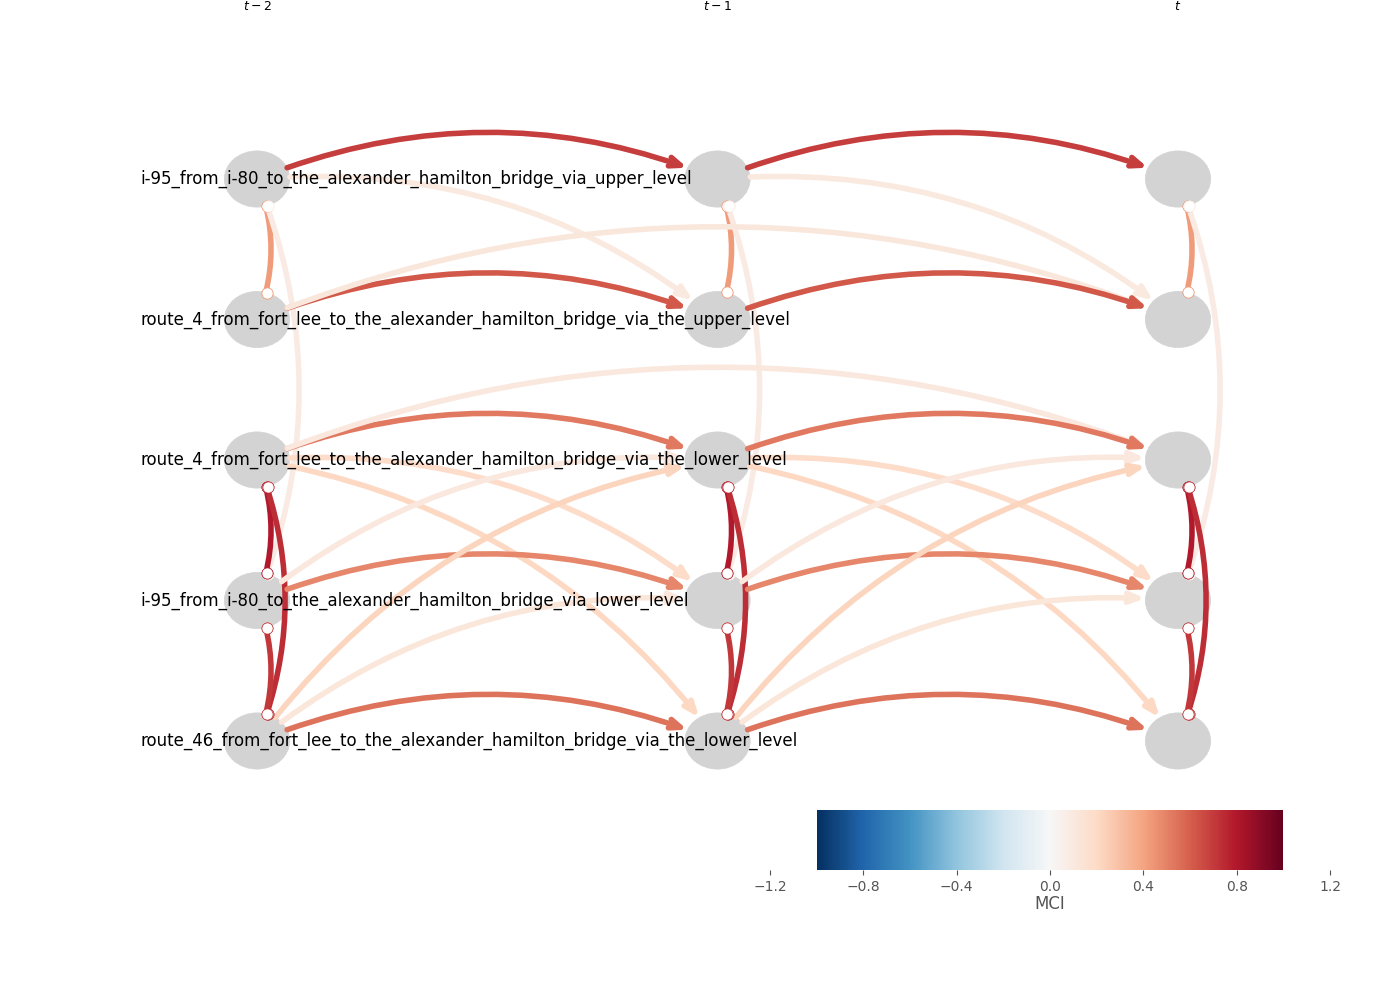 t − 2 t − 1 t
i-95_from_i-80_to_the_alexander_hamilton_bridge_via_upper_level
route_4_from_fort_lee_to_the_alexander_hamilton_bridge_via_the_upper_level
route_4_from_fort_lee_to_the_alexander_hamilton_bridge_via_the_lower_level
i-95_from_i-80_to_the_alexander_hamilton_bridge_via_lower_level
route_46_from_fort_lee_to_the_alexander_hamilton_bridge_via_the_lower_level
−1.2 −0.8 −0.4 0.0 0.4 0.8 1.2
MCI